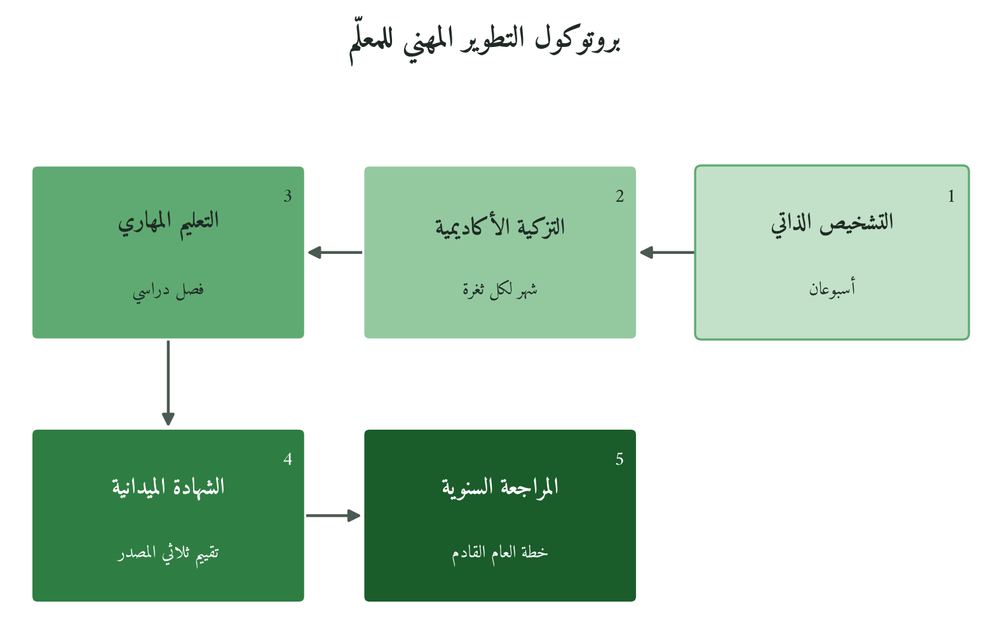 بروتوكول التطوير المهني للمعلّم
1
التشخيص الذاتي
أسبوعان
2
التزكية الأكاديمية
شهر لكل ثغرة
3
التعليم المهاري
فصل دراسي
4
الشهادة الميدانية
تقييم ثلاثي المصدر
5
المراجعة السنوية
خطة العام القادم